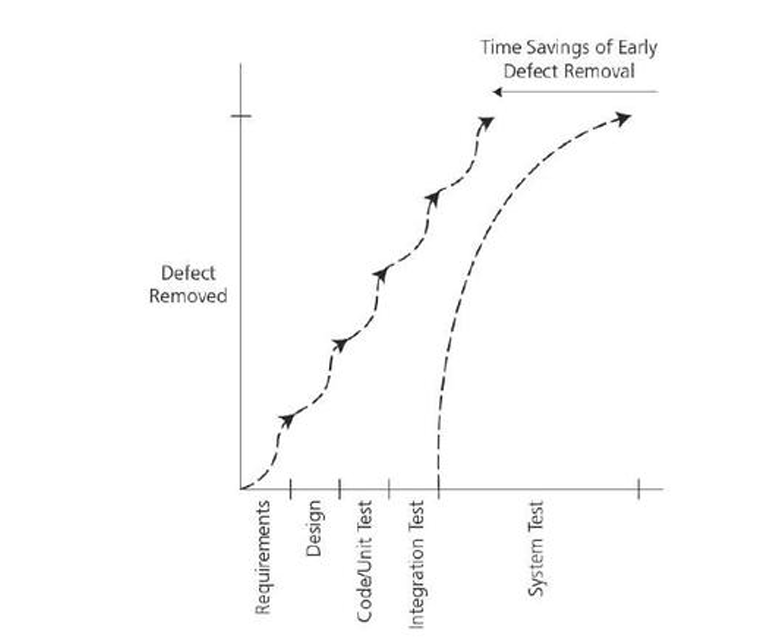 Time Savings of Early
Defect Removal
Defect
Removed
Requirements
Design
Code/Unit Test
Integration Test
System Test